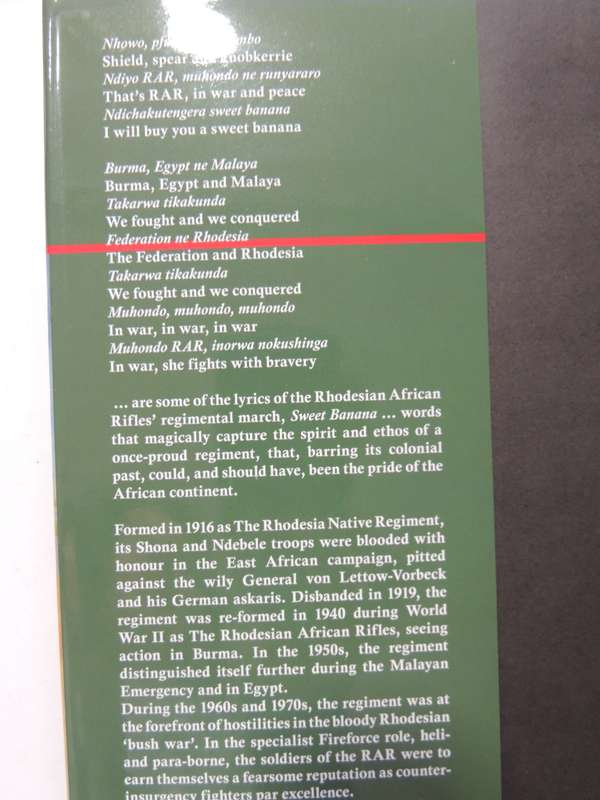 Nhowo,
Shield, spear and knobkerrie
Ndiyo RAR, muhondo ne runyararo
That's RAR, in war and peace
Ndichakutengera sweet banana
I will buy you a sweet banana
Burma, Egypt ne Malaya
Burma, Egypt and Malaya
Takarwa tikakunda
We fought and we conquered
Federation ne Rhodesia
The Federation and Rhodesia
Takarwa tikakunda
We fought and we conquered
Muhondo, muhondo, muhondo
In war, in war, in war
Muhondo RAR, inorwa nokushinga
In war, she fights with bravery
... are some of the lyrics of the Rhodesian African
Rifles' regimental march, Sweet Banana ... words
that magically capture the spirit and ethos of a
once-proud regiment, that, barring its colonial
past, could, and should have, been the pride of the
African continent.
Formed in 1916 as The Rhodesia Native Regiment,
its Shona and Ndebele troops were blooded with
honour in the East African campaign, pitted
against the wily General von Lettow-Vorbeck
and his German askaris. Disbanded in 1919, the
regiment was re-formed in 1940 during World
War II as The Rhodesian African Rifles, seeing
action in Burma. In the 1950s, the regiment
distinguished itself further during the Malayan
Emergency and in Egypt.
During the 1960s and 1970s, the regiment was at
the forefront of hostilities in the bloody Rhodesian
'bush war'. In the specialist Fireforce role, heli-
and para-borne, the soldiers of the RAR were to
earn themselves a fearsome reputation as counter-
insurgency fighters par excellence.